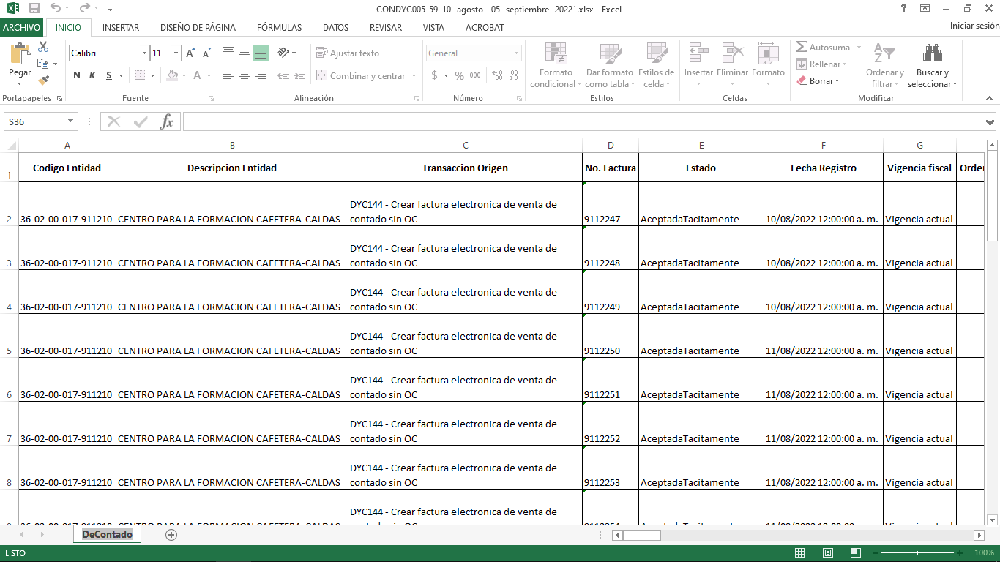 CONDYC005-59  10- agosto - 05 -septiembre -20221.xlsx - Excel
ARCHIVO INICIO INSERTAR DISEÑO DE PÁGINA FÓRMULAS DATOS REVISAR VISTA ACROBAT Iniciar sesión
Pegar
Calibri 11
N K S
Ajustar texto
Combinar y centrar
General
$ % 000
Formato condicional
Dar formato como tabla
Estilos de celda
Insertar Eliminar Formato
Autosuma
Rellenar
Borrar
Ordenar y filtrar
Buscar y seleccionar
Portapapeles Fuente Alineación Número Estilos Celdas Modificar
S36 fx
A B C D E F G
1 Codigo Entidad Descripcion Entidad Transaccion Origen No. Factura Estado Fecha Registro Vigencia fiscal Orde
DYC144 - Crear factura electronica de venta de
2 36-02-00-017-911210 CENTRO PARA LA FORMACION CAFETERA-CALDAS contado sin OC 9112247 AceptadaTacitamente 10/08/2022 12:00:00 a. m. Vigencia actual
DYC144 - Crear factura electronica de venta de
3 36-02-00-017-911210 CENTRO PARA LA FORMACION CAFETERA-CALDAS contado sin OC 9112248 AceptadaTacitamente 10/08/2022 12:00:00 a. m. Vigencia actual
DYC144 - Crear factura electronica de venta de
4 36-02-00-017-911210 CENTRO PARA LA FORMACION CAFETERA-CALDAS contado sin OC 9112249 AceptadaTacitamente 10/08/2022 12:00:00 a. m. Vigencia actual
DYC144 - Crear factura electronica de venta de
5 36-02-00-017-911210 CENTRO PARA LA FORMACION CAFETERA-CALDAS contado sin OC 9112250 AceptadaTacitamente 11/08/2022 12:00:00 a. m. Vigencia actual
DYC144 - Crear factura electronica de venta de
6 36-02-00-017-911210 CENTRO PARA LA FORMACION CAFETERA-CALDAS contado sin OC 9112251 AceptadaTacitamente 11/08/2022 12:00:00 a. m. Vigencia actual
DYC144 - Crear factura electronica de venta de
7 36-02-00-017-911210 CENTRO PARA LA FORMACION CAFETERA-CALDAS contado sin OC 9112252 AceptadaTacitamente 11/08/2022 12:00:00 a. m. Vigencia actual
DYC144 - Crear factura electronica de venta de
8 36-02-00-017-911210 CENTRO PARA LA FORMACION CAFETERA-CALDAS contado sin OC 9112253 AceptadaTacitamente 11/08/2022 12:00:00 a. m. Vigencia actual
DYC144 - Crear factura electronica de venta de
DeContado
LISTO 100%